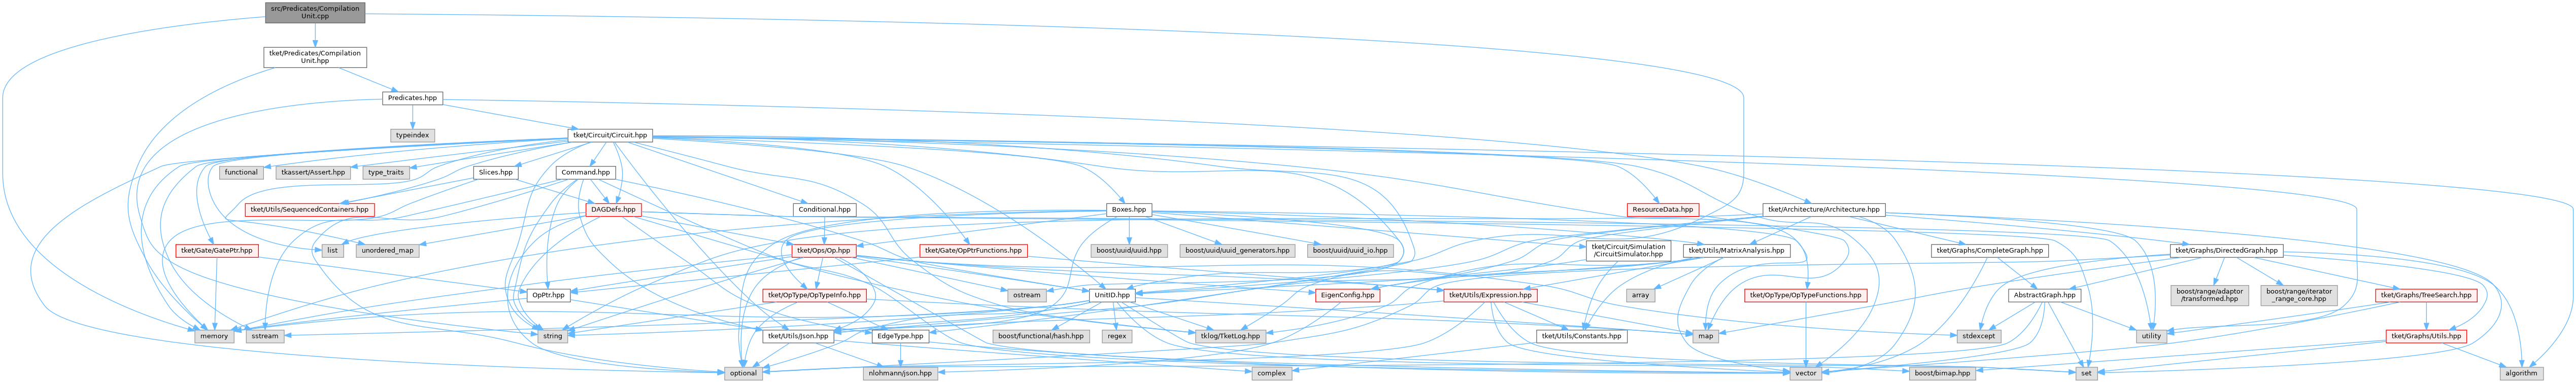 src/Predicates/Compilation
Unit.cpp
tket/Predicates/Compilation
Unit.hpp
Predicates.hpp
typeindex
tket/Circuit/Circuit.hpp
functional
tkassert/Assert.hpp
type_traits
Slices.hpp
Command.hpp
tket/Utils/SequencedContainers.hpp
DAGDefs.hpp
Conditional.hpp
Boxes.hpp
ResourceData.hpp
tket/Architecture/Architecture.hpp
tket/Gate/GatePtr.hpp
list
unordered_map
tket/Ops/Op.hpp
tket/Gate/OpPtrFunctions.hpp
boost/uuid/uuid.hpp
boost/uuid/uuid_generators.hpp
boost/uuid/uuid_io.hpp
tket/Circuit/Simulation
/CircuitSimulator.hpp
tket/Utils/MatrixAnalysis.hpp
tket/Graphs/CompleteGraph.hpp
tket/Graphs/DirectedGraph.hpp
OpPtr.hpp
tket/OpType/OpTypeInfo.hpp
ostream
UnitID.hpp
EigenConfig.hpp
tket/Utils/Expression.hpp
array
tket/OpType/OpTypeFunctions.hpp
AbstractGraph.hpp
boost/range/adaptor
/transformed.hpp
boost/range/iterator
_range_core.hpp
tket/Graphs/TreeSearch.hpp
memory
sstream
string
tket/Utils/Json.hpp
EdgeType.hpp
boost/functional/hash.hpp
regex
tklog/TketLog.hpp
tket/Utils/Constants.hpp
map
stdexcept
utility
tket/Graphs/Utils.hpp
optional
nlohmann/json.hpp
complex
vector
boost/bimap.hpp
set
algorithm